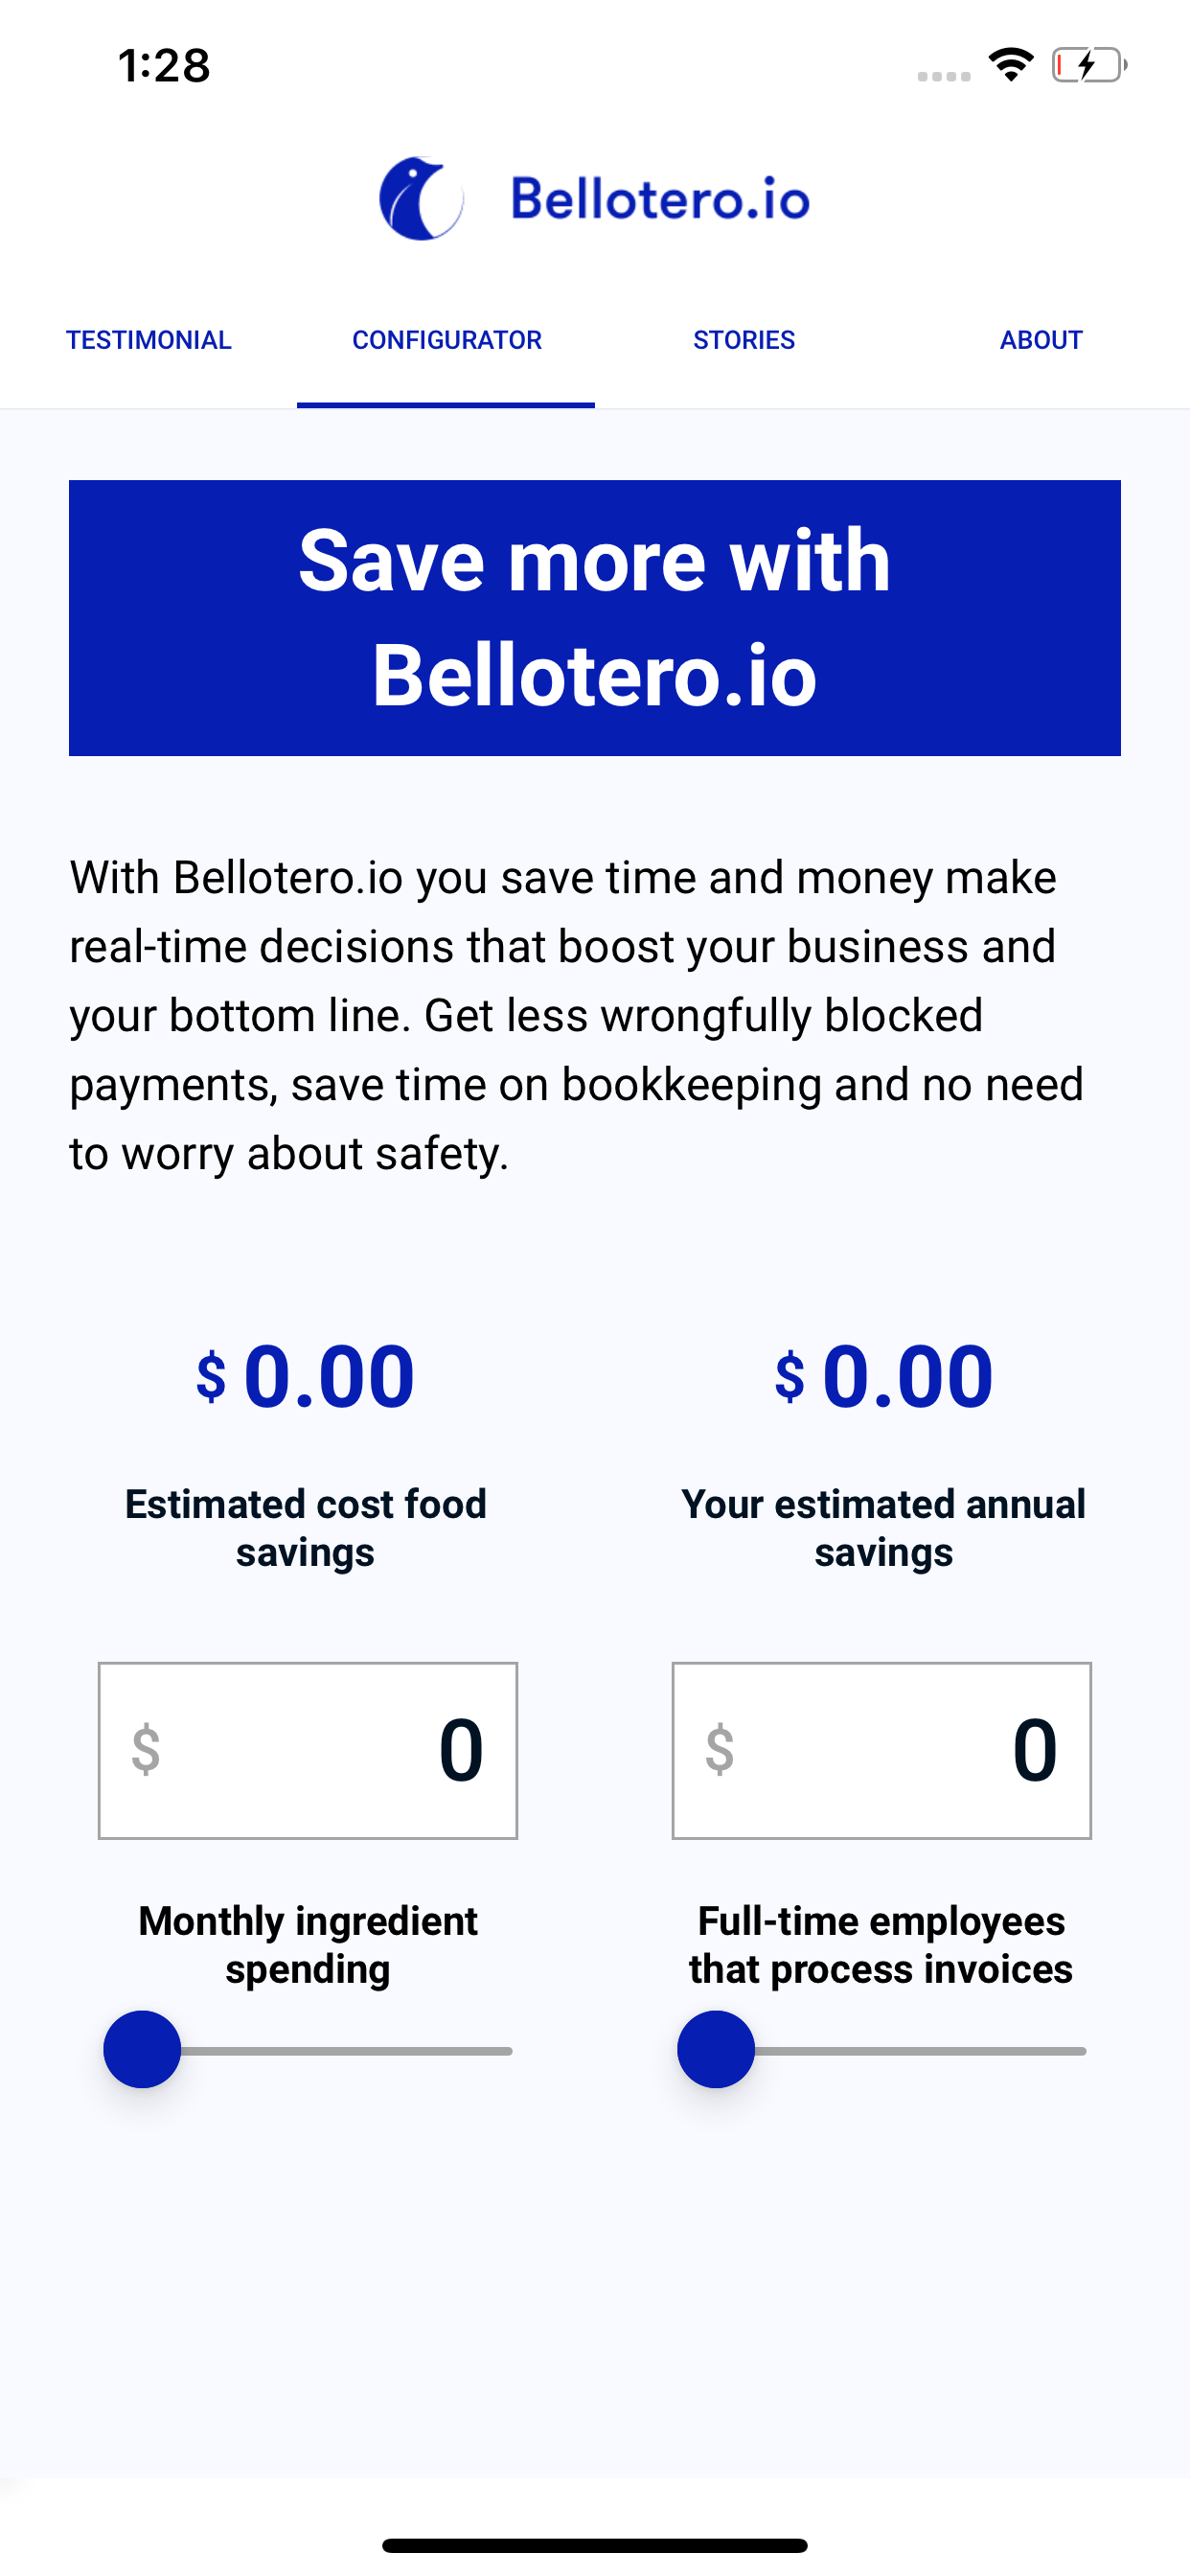 1:28
Bellotero.io
TESTIMONIAL CONFIGURATOR STORIES ABOUT
Save more with
Bellotero.io
With Bellotero.io you save time and money make
real-time decisions that boost your business and
your bottom line. Get less wrongfully blocked
payments, save time on bookkeeping and no need
to worry about safety.
$ 0.00 $ 0.00
Estimated cost food
savings
Your estimated annual
savings
$ 0 $ 0
Monthly ingredient
spending
Full-time employees
that process invoices